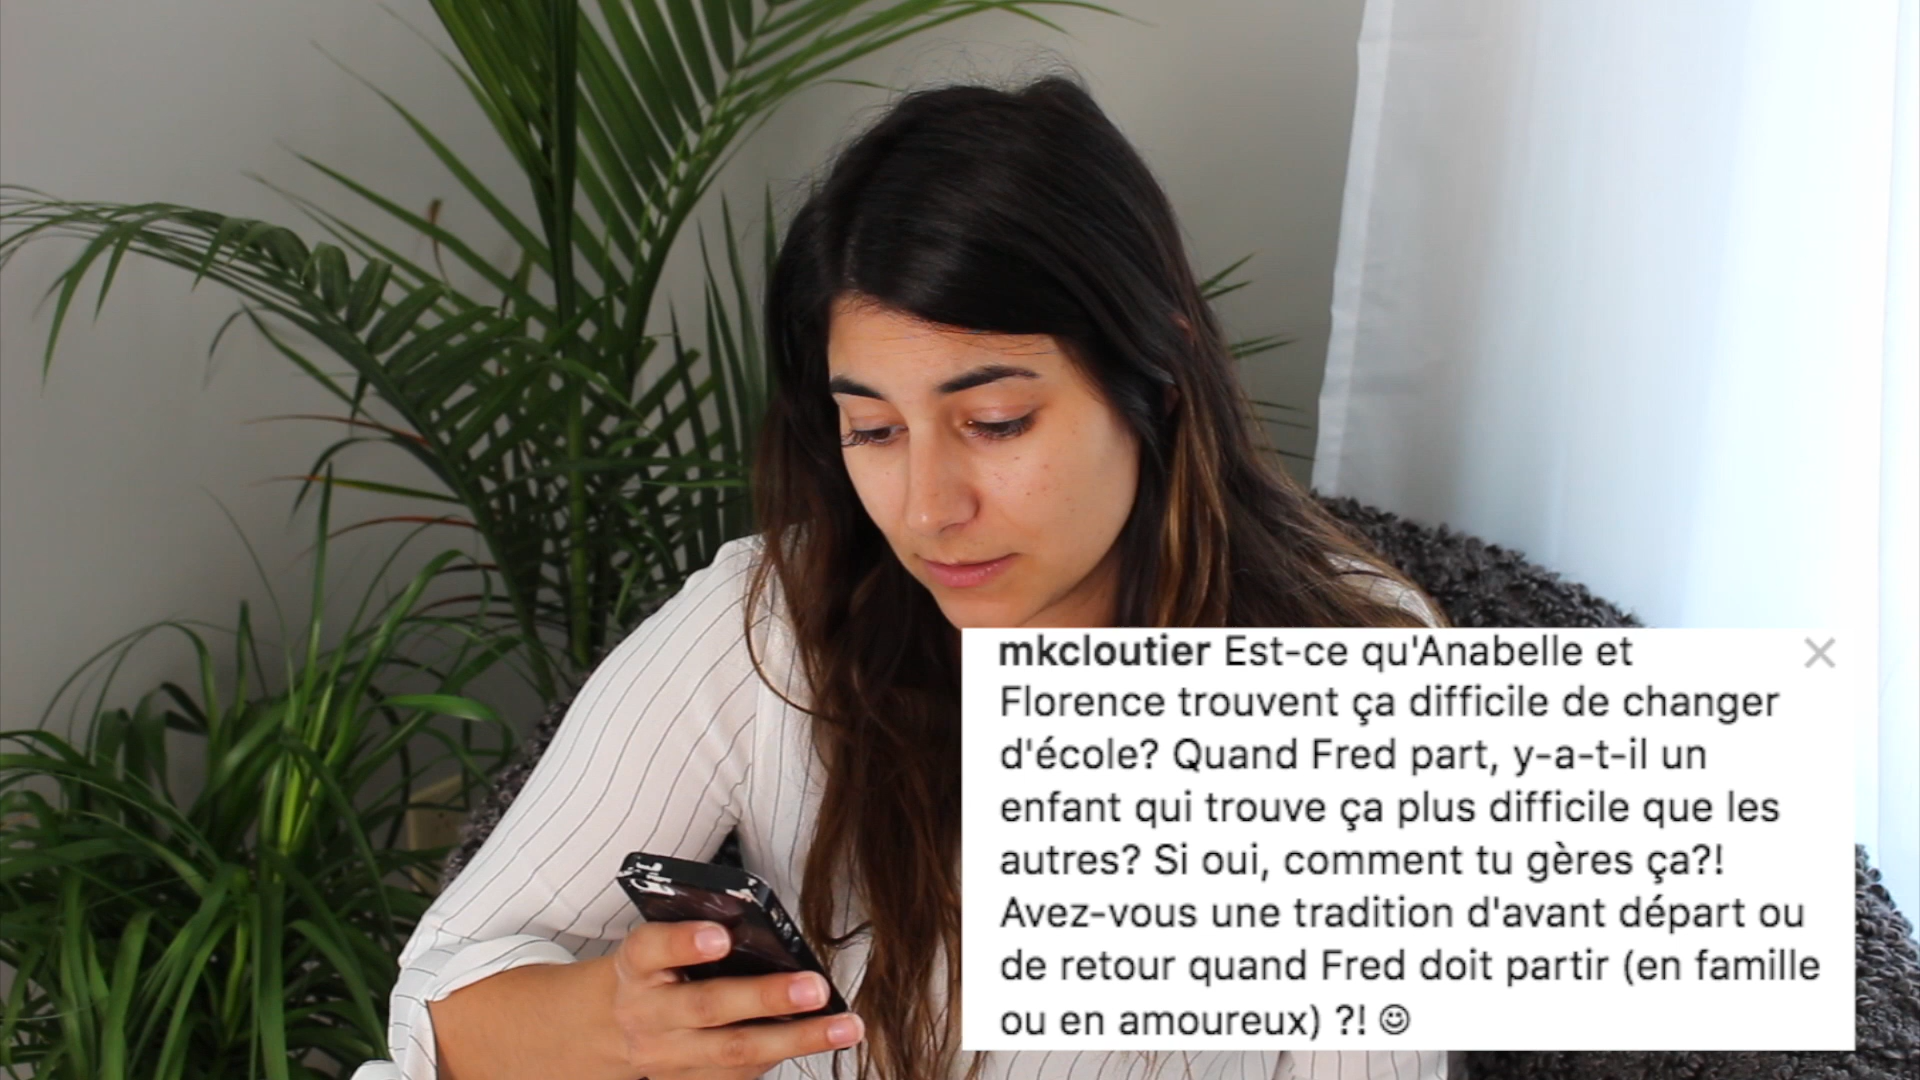 mkcloutier Est-ce qu'Anabelle et
Florence trouvent ça difficile de changer
d'école? Quand Fred part, y-a-t-il un
enfant qui trouve ça plus difficile que les
autres? Si oui, comment tu gères ça?!
Avez-vous une tradition d'avant départ ou
de retour quand Fred doit partir (en famille
ou en amoureux) ?! ☺